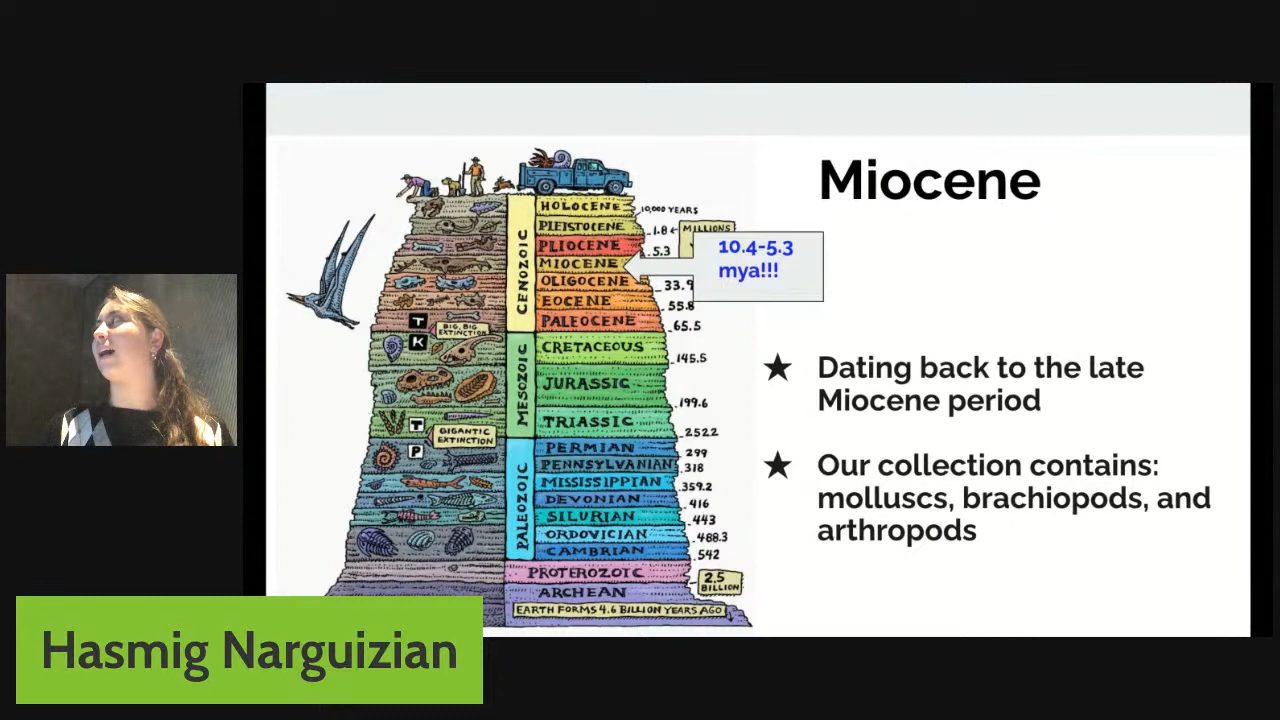 Miocene
HOLOCENE
10,000 YEARS
PLEISTOCENE
1.8
MILLIONS
PLIOCENE
5.3
10.4-5.3
mya!!!
MIOCENE
OLIGOCENE
33.9
EOCENE
55.8
PALEOCENE
65.5
CENOZOIC
T
BIG, BIG
EXTINCTION
K
CRETACEOUS
145.5
JURASSIC
199.6
TRIASSIC
252.2
MESOZOIC
T
GIGANTIC
EXTINCTION
P
PERMIAN
299
PENNSYLVANIAN
318
MISSISSIPPIAN
359.2
DEVONIAN
416
SILURIAN
443
ORDOVICIAN
488.3
CAMBRIAN
542
PALEOZOIC
PROTEROZOIC
2.5
BILLION
ARCHEAN
EARTH FORMS 4.6 BILLION YEARS AGO
★ Dating back to the late
Miocene period
★ Our collection contains:
molluscs, brachiopods, and
arthropods
Hasmig Narguizian